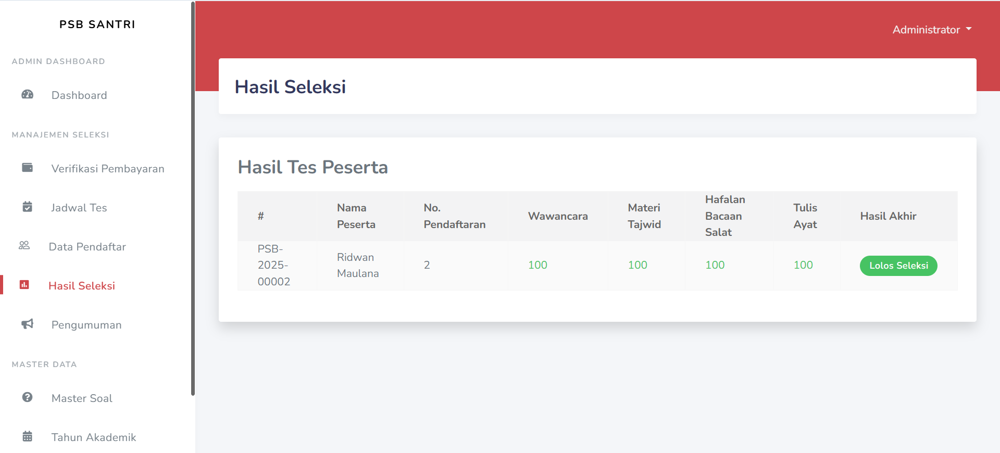 PSB SANTRI
ADMIN DASHBOARD
Dashboard
MANAJEMEN SELEKSI
Verifikasi Pembayaran
Jadwal Tes
Data Pendaftar
Hasil Seleksi
Pengumuman
MASTER DATA
Master Soal
Tahun Akademik
Administrator
Hasil Seleksi
Hasil Tes Peserta
#
Nama
Peserta
No.
Pendaftaran
Wawancara
Materi
Tajwid
Hafalan
Bacaan
Salat
Tulis
Ayat
Hasil Akhir
PSB-
2025-
00002
Ridwan
Maulana
2
100
100
100
100
Lolos Seleksi